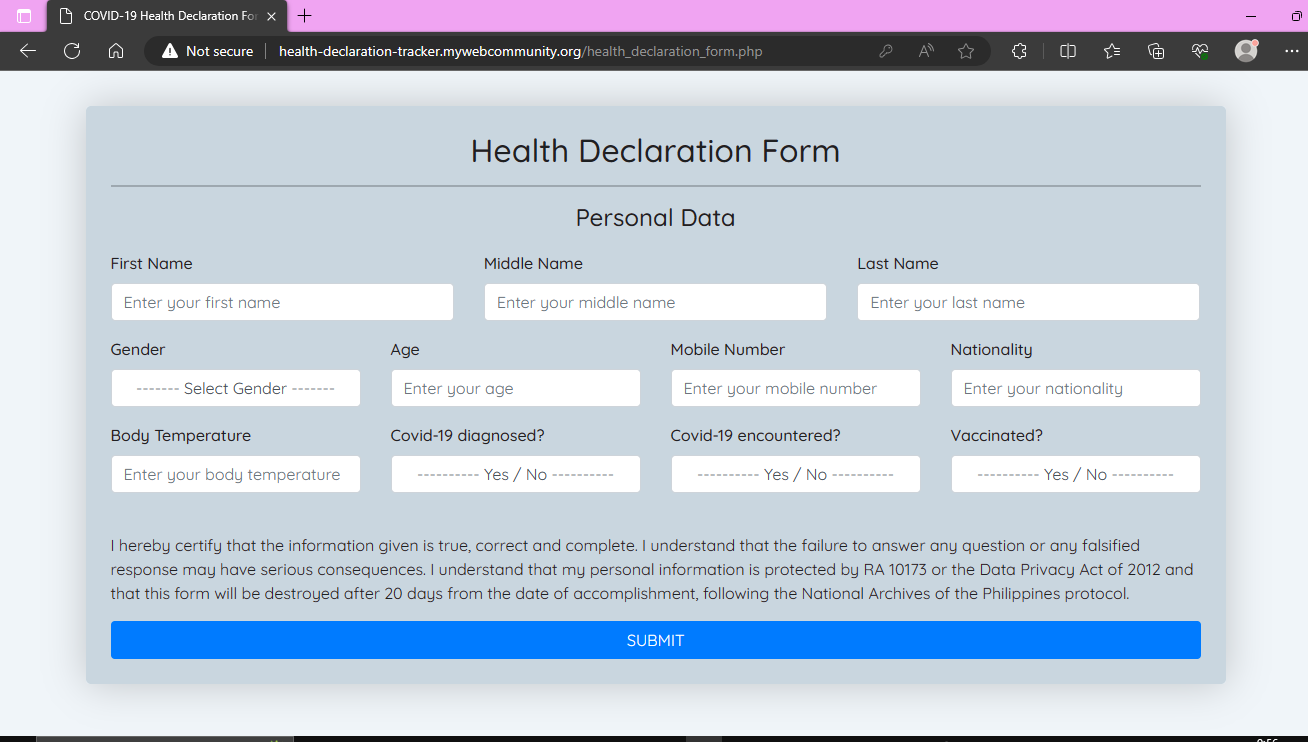 COVID-19 Health Declaration Fo
Not secure
health-declaration-tracker.mywebcommunity.org/health_declaration_form.php
Health Declaration Form
Personal Data
First Name Middle Name Last Name
Enter your first name Enter your middle name Enter your last name
Gender Age Mobile Number Nationality
------- Select Gender ------- Enter your age Enter your mobile number Enter your nationality
Body Temperature Covid-19 diagnosed? Covid-19 encountered? Vaccinated?
Enter your body temperature ---------- Yes / No ---------- ---------- Yes / No ---------- ---------- Yes / No ----------
I hereby certify that the information given is true, correct and complete. I understand that the failure to answer any question or any falsified
response may have serious consequences. I understand that my personal information is protected by RA 10173 or the Data Privacy Act of 2012 and
that this form will be destroyed after 20 days from the date of accomplishment, following the National Archives of the Philippines protocol.
SUBMIT